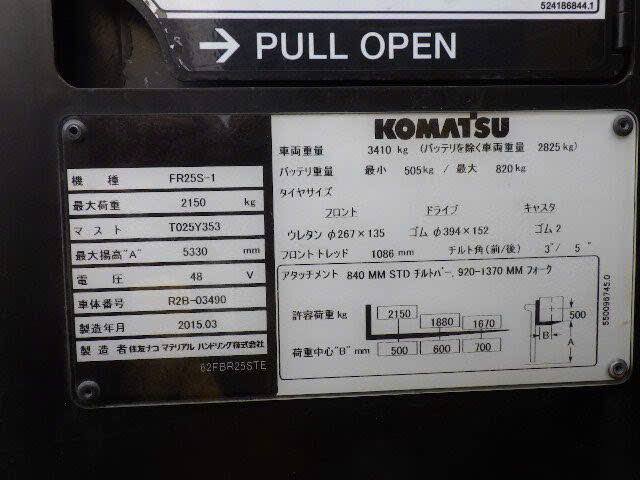 524186844.1
→ PULL OPEN
機 種 FR25S-1
最大荷重 2150 kg
マスト T025Y353
最大揚高"A" 5330 mm
電 圧 48 V
車体番号 R2B-03490
製造年月 2015.03
製造者 住友ナコ マテリアル ハンドリング株式会社
62FBR25STE
KOMATSU
車両重量 3410 kg (バッテリを除く車両重量 2825 kg)
バッテリ重量 最小 505kg / 最大 820kg
タイヤサイズ
フロント ドライブ キャスタ
ウレタン φ267×135 ゴム φ394×152 ゴム 2
フロントトレッド 1086 mm チルト角(前/後) 3°/ 5°
アタッチメント 840 MM STD チルトバー, 920-1370 MM フォーク
許容荷重 kg 2150 1880 1670
荷重中心"B" mm 500 600 700
500
B
A
550096745.0